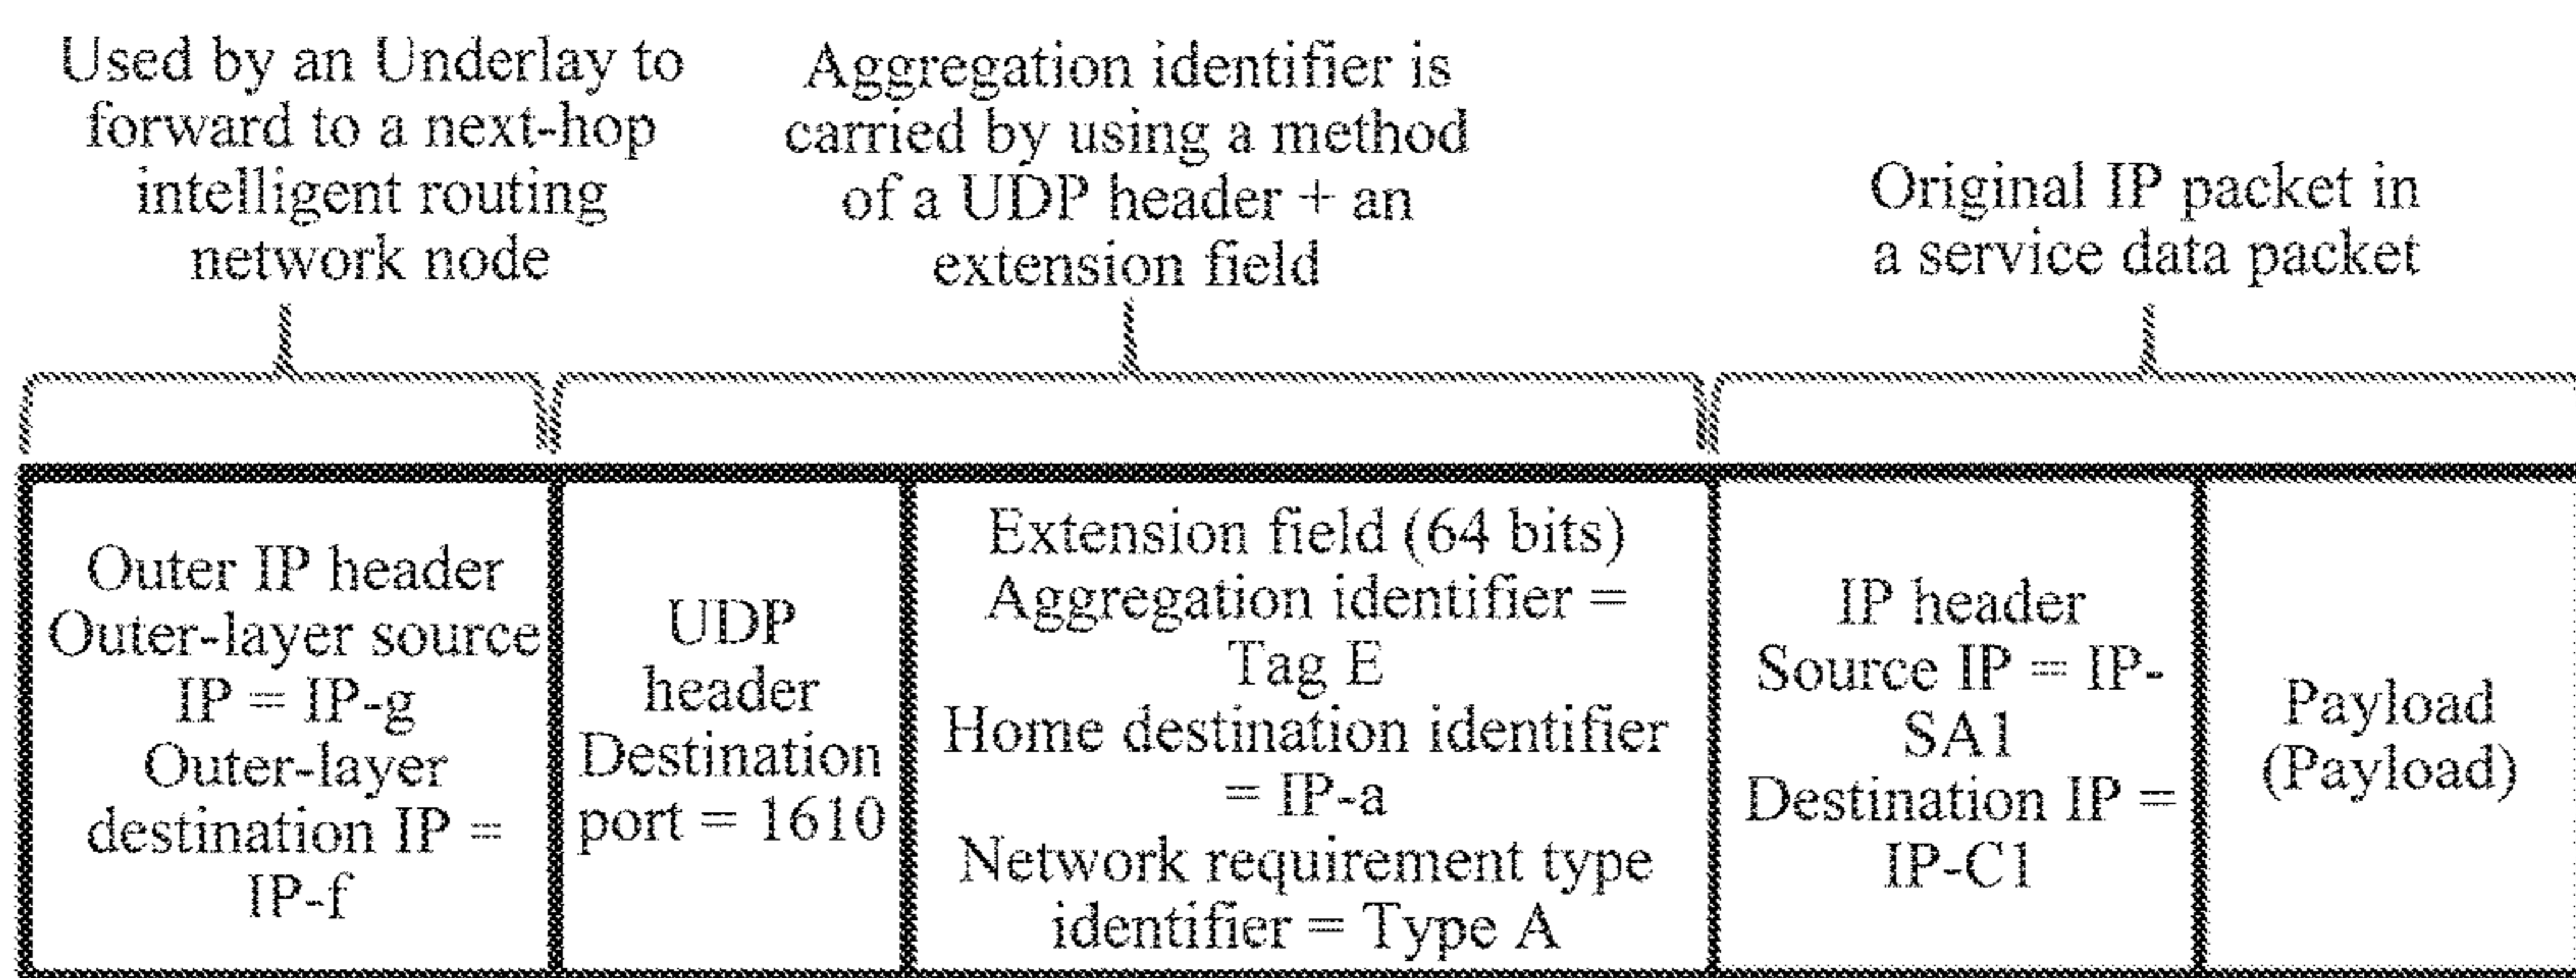 Used by an Underlay to
forward to a next-hop
intelligent routing
network node
Aggregation identifier is
carried by using a method
of a UDP header + an
extension field
Original IP packet in
a service data packet
Outer IP header
Outer-layer source
IP = IP-g
Outer-layer
destination IP =
IP-f
UDP
header
Destination
port = 1610
Extension field (64 bits)
Aggregation identifier =
Tag E
Home destination identifier
= IP-a
Network requirement type
identifier = Type A
IP header
Source IP = IP-
SA1
Destination IP =
IP-C1
Payload
(Payload)